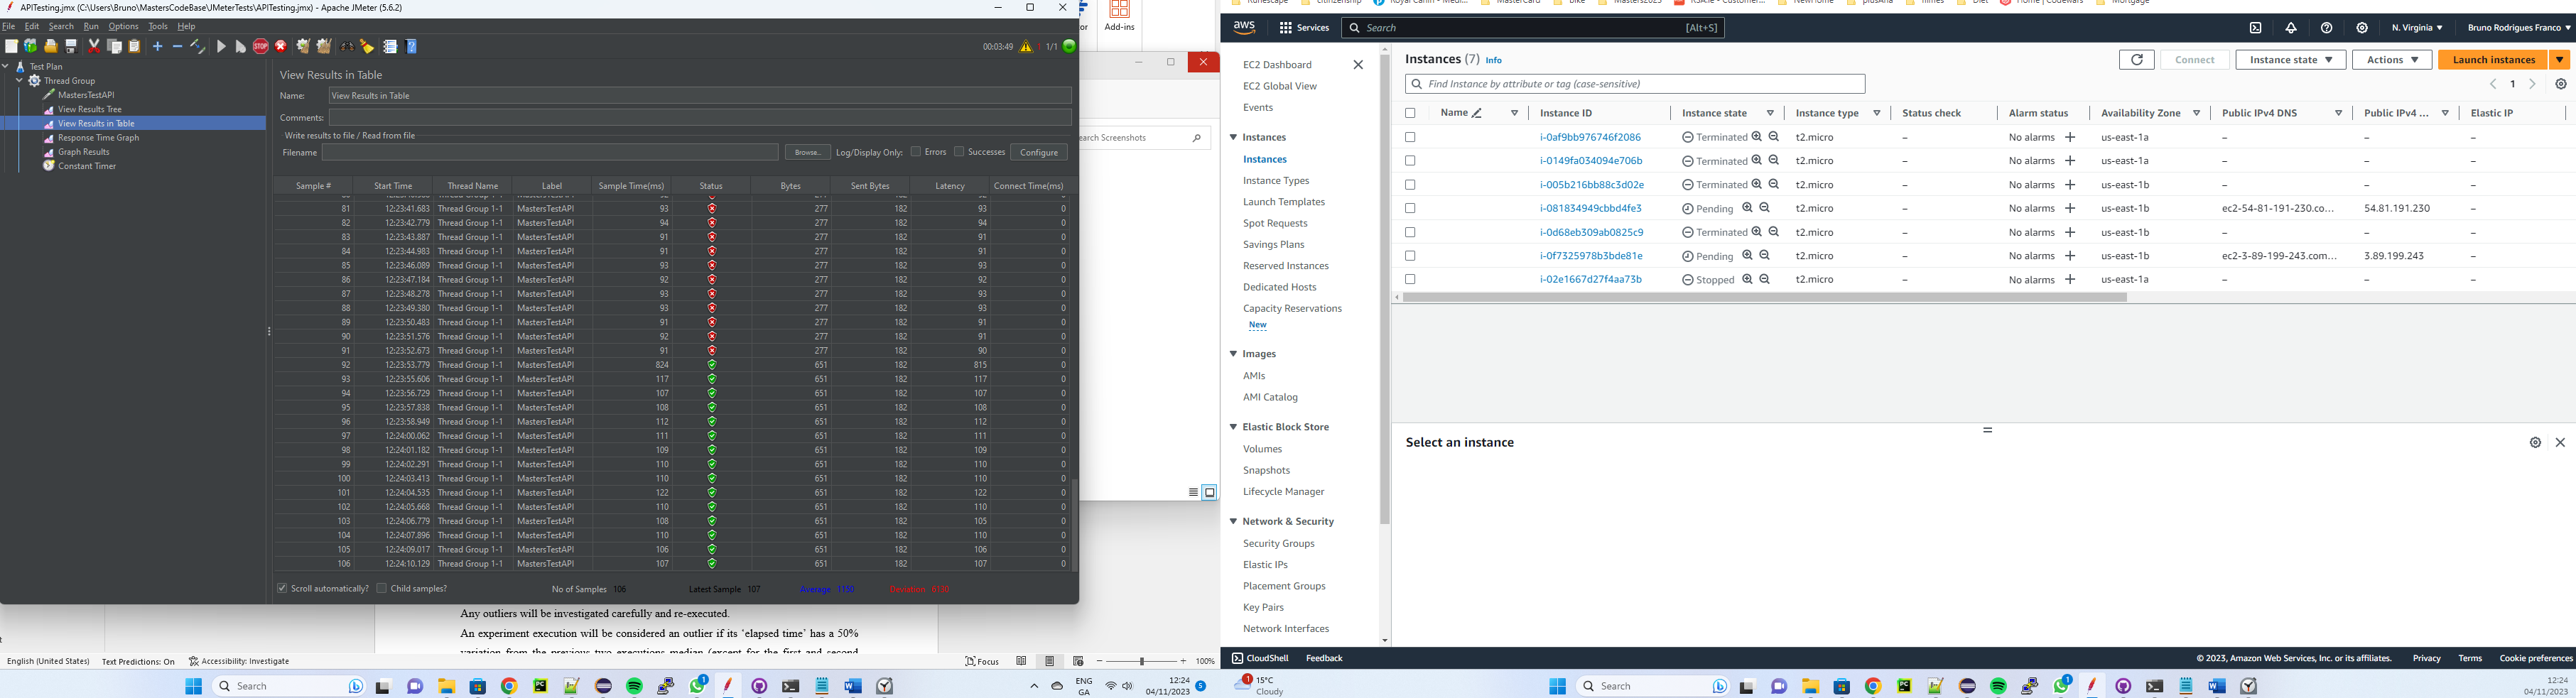 APITesting.jmx (C:\Users\Bruno\MastersCodeBase\JMeterTests\APITesting.jmx) - Apache JMeter (5.6.2)
File Edit Search Run Options Tools Help
00:03:49 1 1/1
Test Plan
Thread Group
MastersTestAPI
View Results Tree
View Results in Table
Response Time Graph
Graph Results
Constant Timer
View Results in Table
Name: View Results in Table
Comments:
Write results to file / Read from file
Filename Browse... Log/Display Only: Errors Successes Configure
Sample # Start Time Thread Name Label Sample Time(ms) Status Bytes Sent Bytes Latency Connect Time(ms)
81 12:23:41.683 Thread Group 1-1 MastersTestAPI 93 277 182 93 0
82 12:23:42.779 Thread Group 1-1 MastersTestAPI 94 277 182 94 0
83 12:23:43.887 Thread Group 1-1 MastersTestAPI 91 277 182 91 0
84 12:23:44.983 Thread Group 1-1 MastersTestAPI 91 277 182 91 0
85 12:23:46.089 Thread Group 1-1 MastersTestAPI 93 277 182 93 0
86 12:23:47.184 Thread Group 1-1 MastersTestAPI 92 277 182 92 0
87 12:23:48.278 Thread Group 1-1 MastersTestAPI 93 277 182 93 0
88 12:23:49.380 Thread Group 1-1 MastersTestAPI 93 277 182 93 0
89 12:23:50.483 Thread Group 1-1 MastersTestAPI 91 277 182 91 0
90 12:23:51.576 Thread Group 1-1 MastersTestAPI 92 277 182 91 0
91 12:23:52.673 Thread Group 1-1 MastersTestAPI 91 277 182 90 0
92 12:23:53.779 Thread Group 1-1 MastersTestAPI 824 651 182 815 0
93 12:23:55.606 Thread Group 1-1 MastersTestAPI 117 651 182 117 0
94 12:23:56.729 Thread Group 1-1 MastersTestAPI 107 651 182 107 0
95 12:23:57.838 Thread Group 1-1 MastersTestAPI 108 651 182 108 0
96 12:23:58.949 Thread Group 1-1 MastersTestAPI 112 651 182 112 0
97 12:24:00.062 Thread Group 1-1 MastersTestAPI 111 651 182 111 0
98 12:24:01.182 Thread Group 1-1 MastersTestAPI 109 651 182 109 0
99 12:24:02.291 Thread Group 1-1 MastersTestAPI 110 651 182 110 0
100 12:24:03.413 Thread Group 1-1 MastersTestAPI 110 651 182 110 0
101 12:24:04.535 Thread Group 1-1 MastersTestAPI 122 651 182 122 0
102 12:24:05.668 Thread Group 1-1 MastersTestAPI 110 651 182 110 0
103 12:24:06.779 Thread Group 1-1 MastersTestAPI 108 651 182 105 0
104 12:24:07.896 Thread Group 1-1 MastersTestAPI 110 651 182 110 0
105 12:24:09.017 Thread Group 1-1 MastersTestAPI 106 651 182 106 0
106 12:24:10.129 Thread Group 1-1 MastersTestAPI 107 651 182 107 0
Scroll automatically? Child samples? No of Samples 106 Latest Sample 107 Average 1150 Deviation
Add-ins
Screenshots
Any outliers will be investigated carefully and re-executed.
An experiment execution will be considered an outlier if its 'elapsed time' has a 50%
variation from the previous two executions median (except for the first and second
English (United States) Text Predictions: On Accessibility: Investigate Focus 100%
Search ENG GA 12:24 04/11/2023 5
aws Services Search [Alt+S] N. Virginia Bruno Rodrigues Franco
EC2 Dashboard
EC2 Global View
Events
Instances
Instances
Instance Types
Launch Templates
Spot Requests
Savings Plans
Reserved Instances
Dedicated Hosts
Capacity Reservations
New
Images
AMIs
AMI Catalog
Elastic Block Store
Volumes
Snapshots
Lifecycle Manager
Network & Security
Security Groups
Elastic IPs
Placement Groups
Key Pairs
Network Interfaces
Instances (7) Info Connect Instance state Actions Launch instances
Find Instance by attribute or tag (case-sensitive) 1
Name Instance ID Instance state Instance type Status check Alarm status Availability Zone Public IPv4 DNS Public IPv4 ... Elastic IP
i-0af9bb976746f2086 Terminated t2.micro – No alarms + us-east-1a – – –
i-0149fa034094e706b Terminated t2.micro – No alarms + us-east-1a – – –
i-005b216bb88c3d02e Terminated t2.micro – No alarms + us-east-1b – – –
i-081834949cbbd4fe3 Pending t2.micro – No alarms + us-east-1b ec2-54-81-191-230.co... 54.81.191.230 –
i-0d68eb309ab0825c9 Terminated t2.micro – No alarms + us-east-1b – – –
i-0f7325978b3bde81e Pending t2.micro – No alarms + us-east-1b ec2-3-89-199-243.com... 3.89.199.243 –
i-02e1667d27f4aa73b Stopped t2.micro – No alarms + us-east-1a – – –
Select an instance
CloudShell Feedback © 2023, Amazon Web Services, Inc. or its affiliates. Privacy Terms Cookie preferences
15°C
Cloudy
Search
12:24